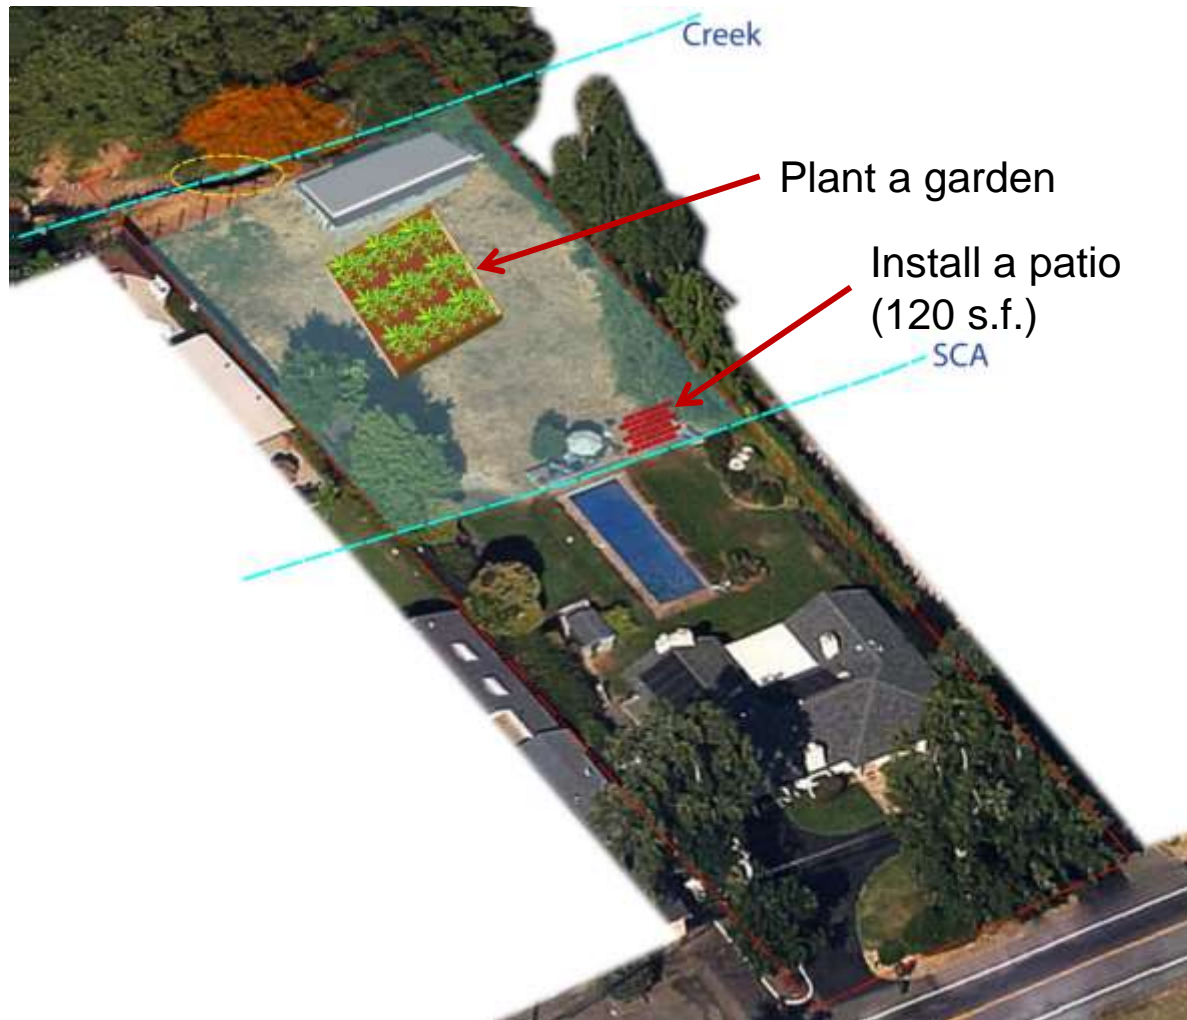 Creek
Plant a garden
Install a patio
(120 s.f.)
SCA